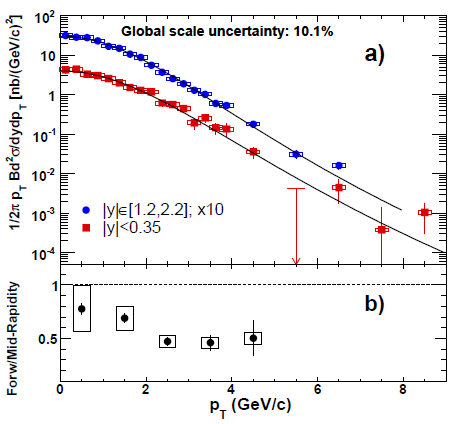 Global scale uncertainty: 10.1%
a)
1/2π p_T Bd²σ/dydp_T [nb/(GeV/c)²]
10²
10
1
10⁻¹
10⁻²
10⁻³
10⁻⁴
|y|∈[1.2,2.2]; x10
|y|<0.35
b)
Forw/Mid-Rapidity
1
0.5
0 2 4 6 8
p_T (GeV/c)